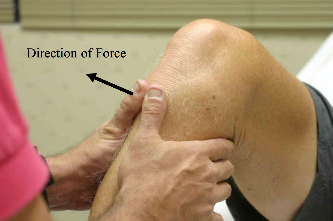 Direction of Force